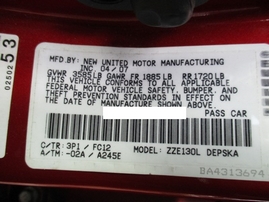 MFD.BY: NEW UNITED MOTOR MANUFACTURING
INC 04/07
GVWR 3585LB GAWR FR 1885LB RR1720LB
THIS VEHICLE CONFORMS TO ALL APPLICABLE
FEDERAL MOTOR VEHICLE SAFETY, BUMPER, AND
THEFT PREVENTION STANDARDS IN EFFECT ON
THE DATE OF MANUFACTURE SHOWN ABOVE.
PASS CAR
C/TR: 3P1 / FC12
A/TM: -02A / A245E
MODEL: ZZE130L DEPSKA
BA4313694
02502
53